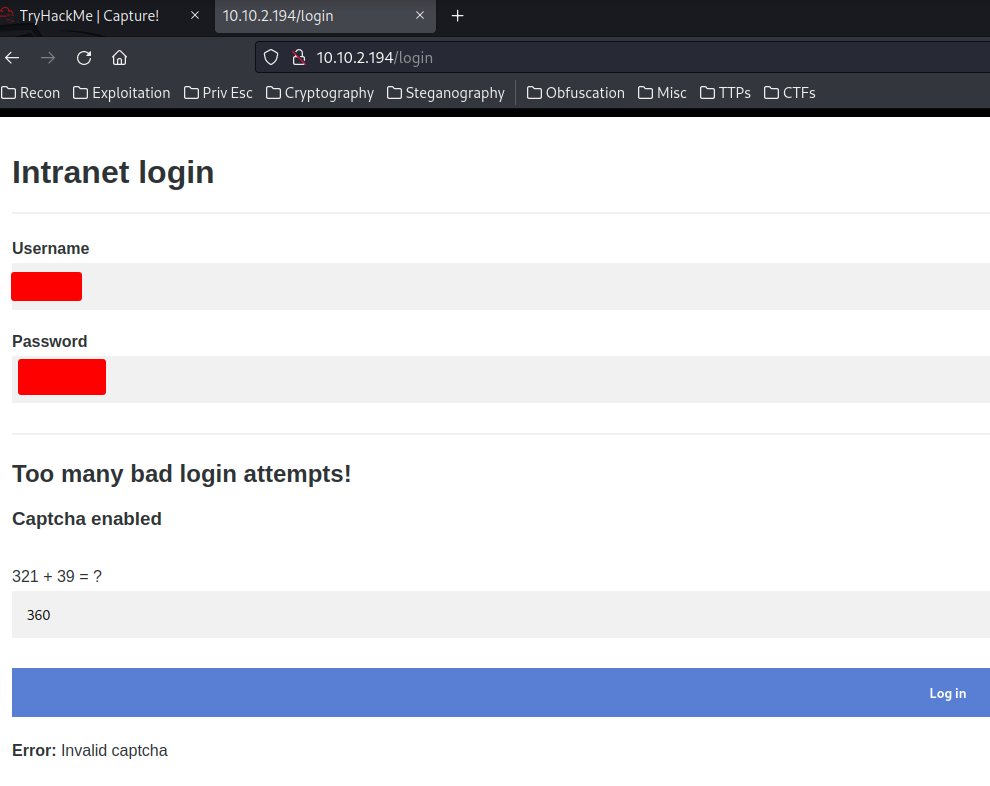 TryHackMe | Capture!
10.10.2.194/login
10.10.2.194/login
Recon Exploitation Priv Esc Cryptography Steganography Obfuscation Misc TTPs CTFs
Intranet login
Username
Password
Too many bad login attempts!
Captcha enabled
321 + 39 = ?
360
Log in
Error: Invalid captcha